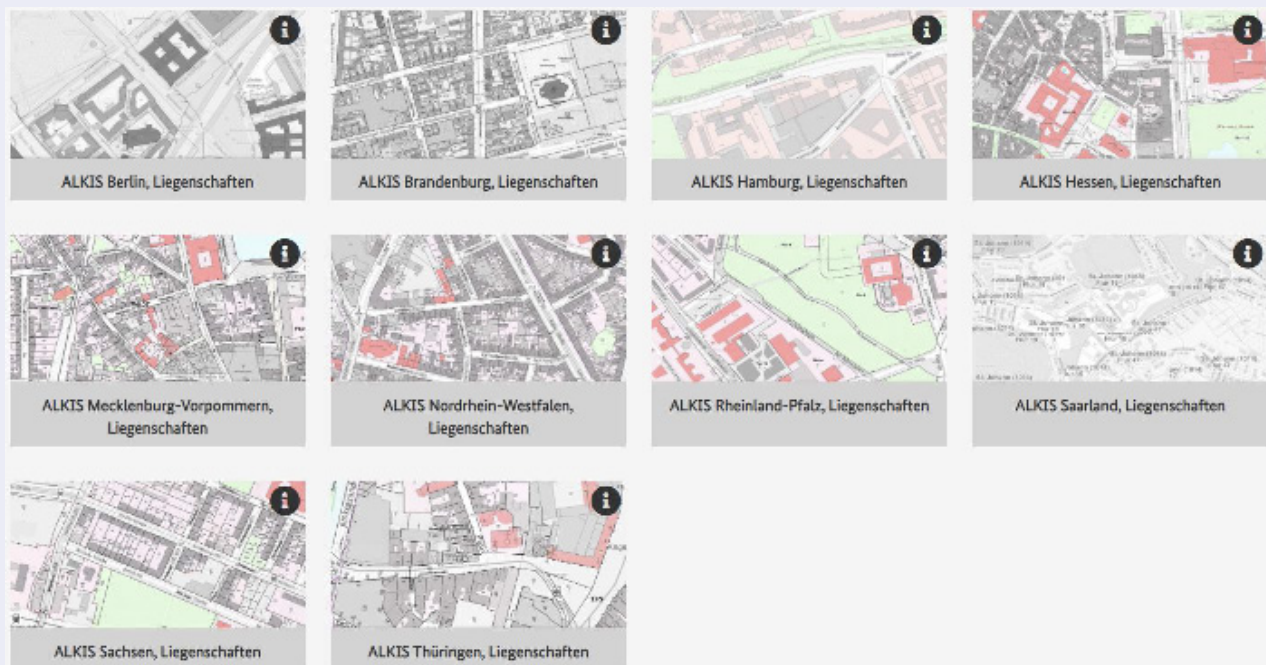 ALKIS Berlin, Liegenschaften
ALKIS Brandenburg, Liegenschaften
ALKIS Hamburg, Liegenschaften
ALKIS Hessen, Liegenschaften
ALKIS Mecklenburg-Vorpommern,
Liegenschaften
ALKIS Nordrhein-Westfalen,
Liegenschaften
ALKIS Rheinland-Pfalz, Liegenschaften
ALKIS Saarland, Liegenschaften
ALKIS Sachsen, Liegenschaften
ALKIS Thüringen, Liegenschaften